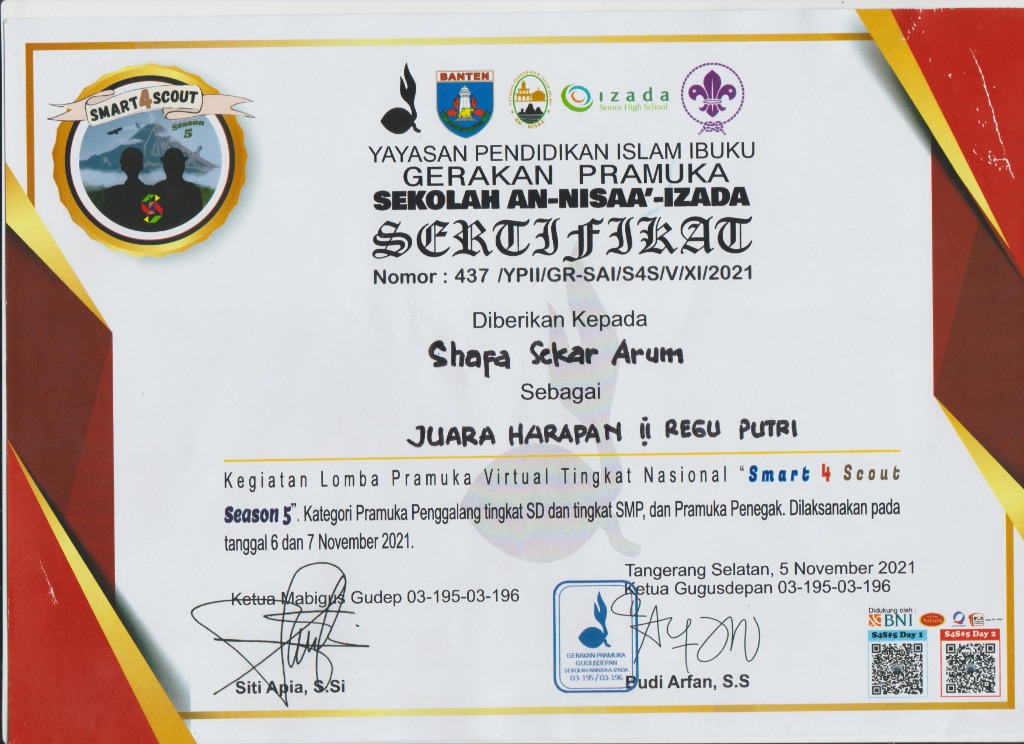 SMART4SCOUT
Season
5
BANTEN
izada
Senior High School
YAYASAN PENDIDIKAN ISLAM IBUKU
GERAKAN PRAMUKA
SEKOLAH AN-NISAA'-IZADA
SERTIFIKAT
Nomor : 437 /YPII/GR-SAI/S4S/V/XI/2021
Diberikan Kepada
Shafa Sekar Arum
Sebagai
JUARA HARAPAN ii REGU PUTRI
Kegiatan Lomba Pramuka Virtual Tingkat Nasional "Smart 4 Scout
Season 5". Kategori Pramuka Penggalang tingkat SD dan tingkat SMP, dan Pramuka Penegak. Dilaksanakan pada
tanggal 6 dan 7 November 2021.
Tangerang Selatan, 5 November 2021
Ketua Mabigus Gudep 03-195-03-196
Ketua Gugusdepan 03-195-03-196
GERAKAN PRAMUKA
GUGUSDEPAN
SEKOLAH ANNISAA-IZADA
03-195 / 03-196
Siti Apia, S.Si
Budi Arfan, S.S
Didukung oleh :
BNI
S4S#5 Day 1
S4S#5 Day 2